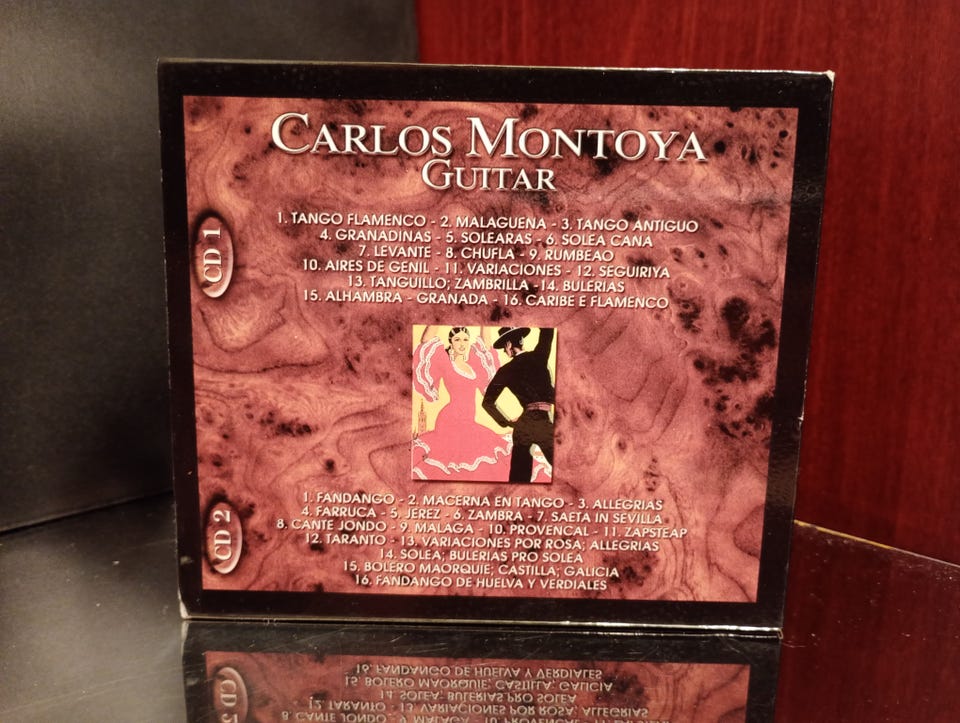 CARLOS MONTOYA
GUITAR
CD 1
1. TANGO FLAMENCO - 2. MALAGUENA - 3. TANGO ANTIGUO
4. GRANADINAS - 5. SOLEARAS - 6. SOLEA CANA
7. LEVANTE - 8. CHUFLA - 9. RUMBEAO
10. AIRES DE GENIL - 11. VARIACIONES - 12. SEGUIRIYA
13. TANGUILLO; ZAMBRILLA - 14. BULERIAS
15. ALHAMBRA - GRANADA - 16. CARIBE E FLAMENCO
CD 2
1. FANDANGO - 2. MACERNA EN TANGO - 3. ALLEGRIAS
4. FARRUCA - 5. JEREZ - 6. ZAMBRA - 7. SAETA IN SEVILLA
8. CANTE JONDO - 9. MALAGA - 10. PROVENCAL - 11. ZAPSTEAP
12. TARANTO - 13. VARIACIONES POR ROSA; ALLEGRIAS
14. SOLEA; BULERIAS PRO SOLEA
15. BOLERO MAORQUIE; CASTILLA; GALICIA
16. FANDANGO DE HUELVA Y VERDIALES